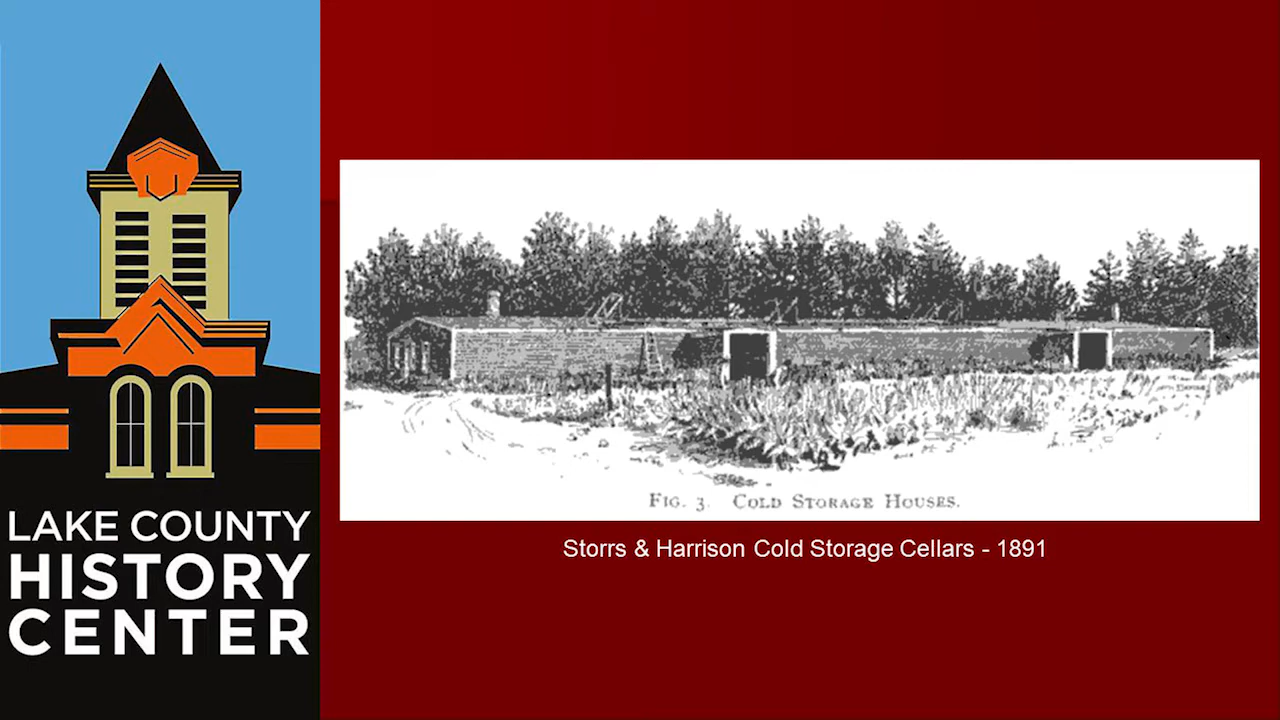 LAKE COUNTY
HISTORY
CENTER
FIG. 3. COLD STORAGE HOUSES.
Storrs & Harrison Cold Storage Cellars - 1891